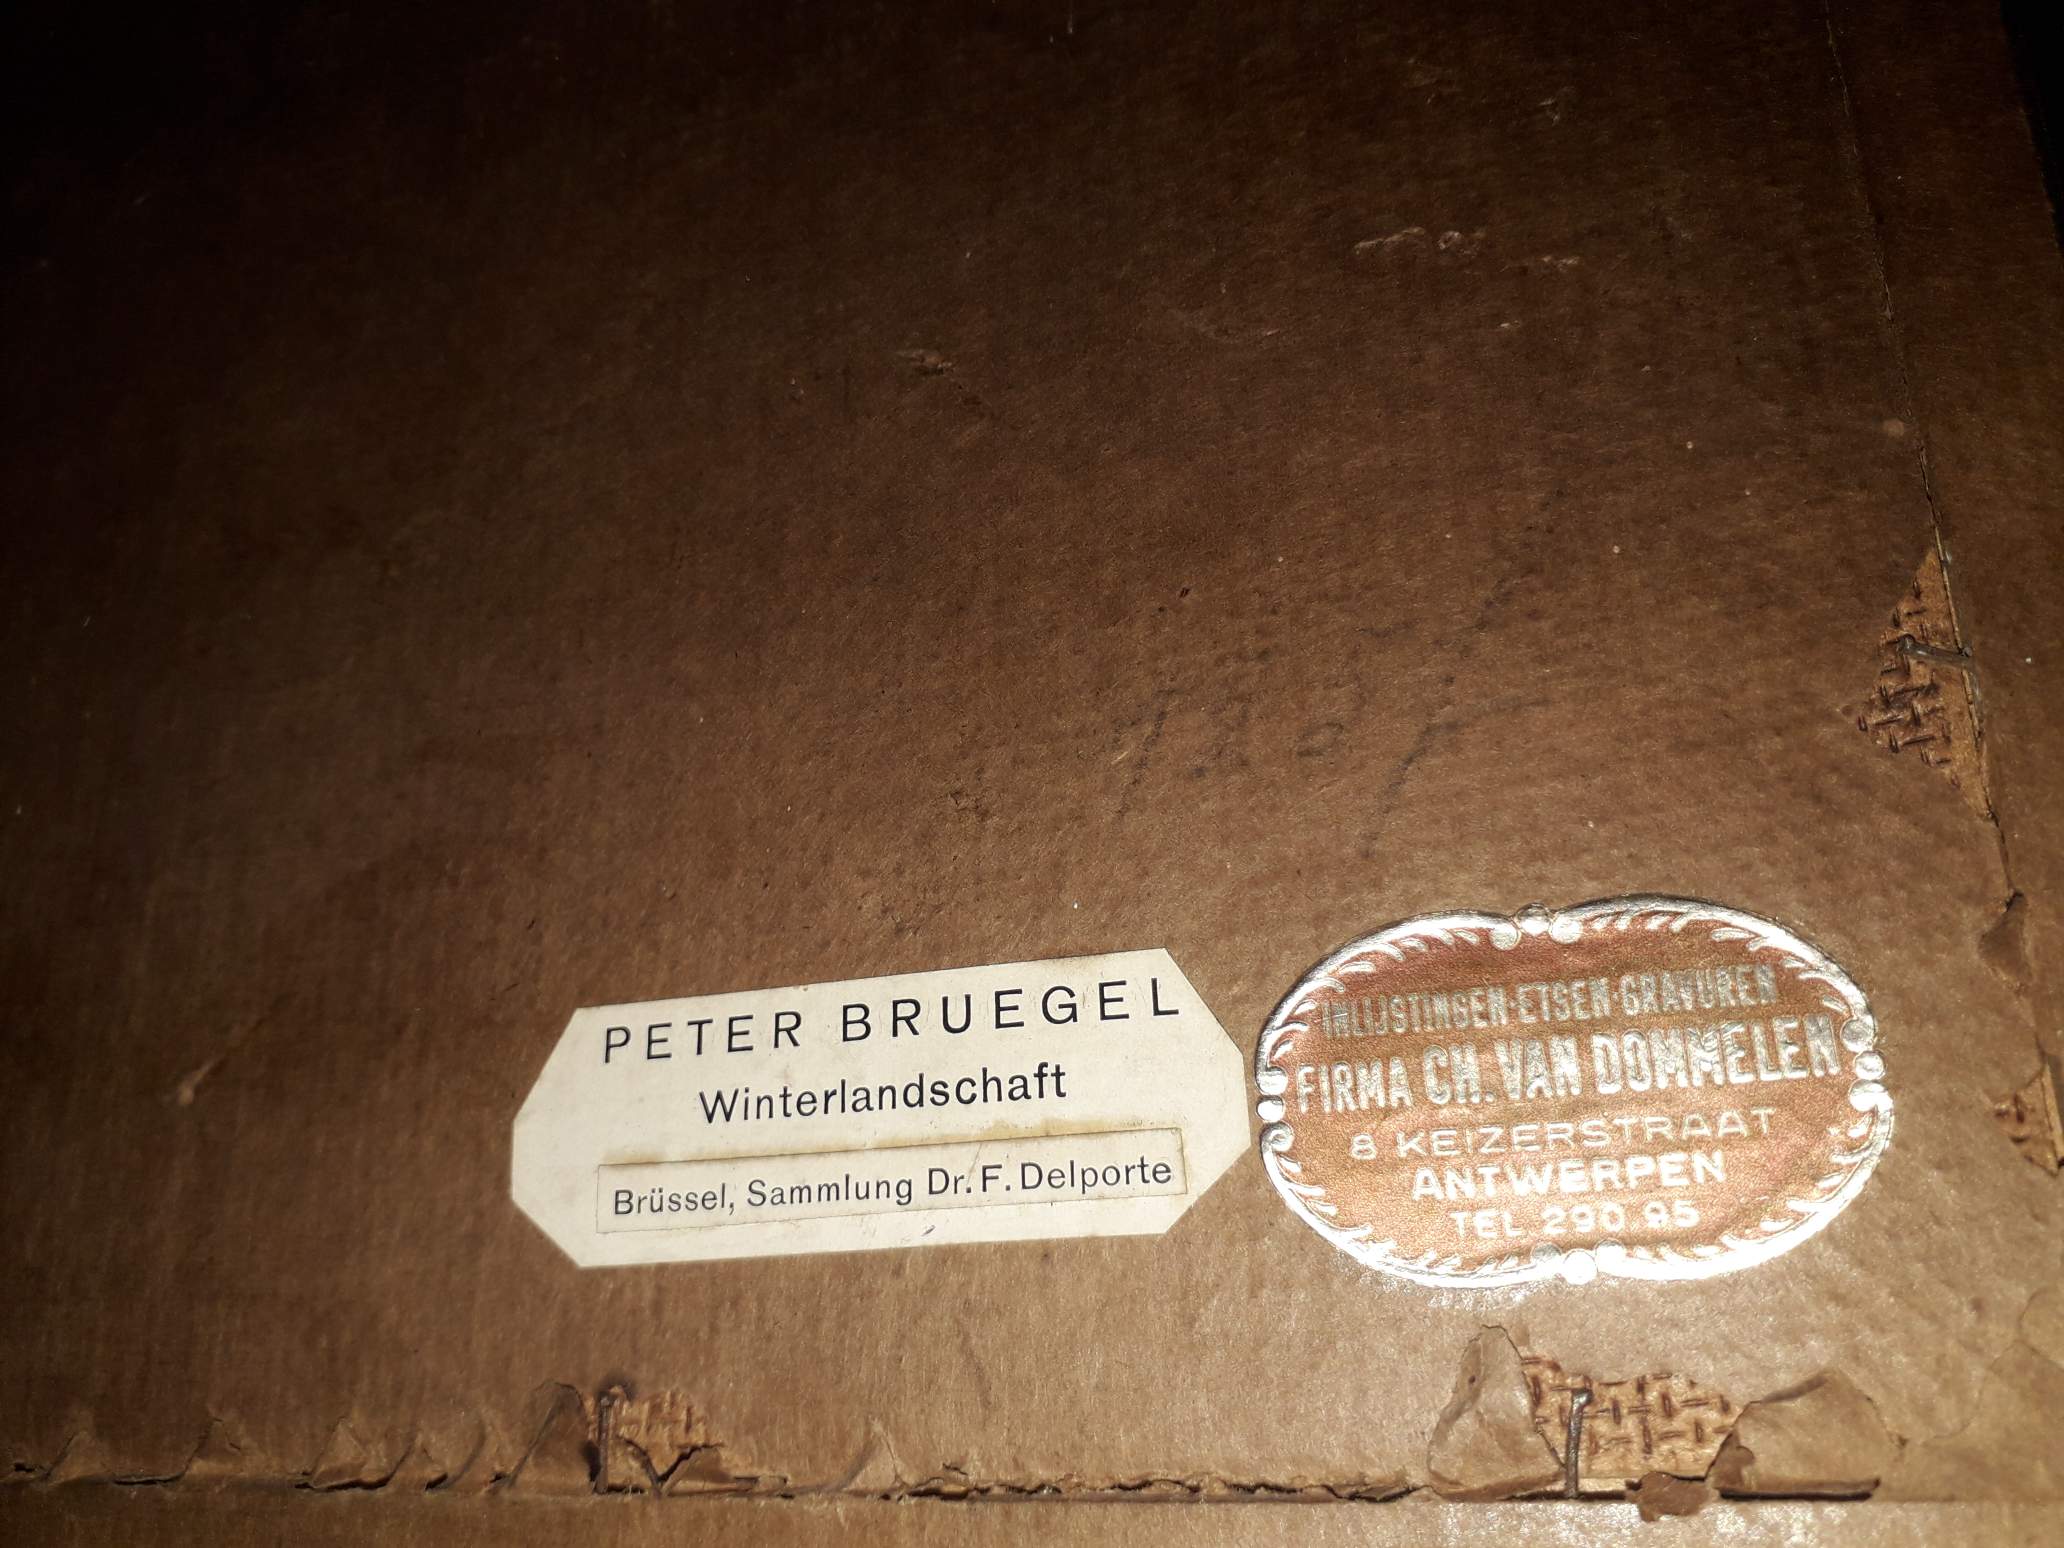 PETER BRUEGEL
Winterlandschaft
Brüssel, Sammlung Dr. F. Delporte
INLIJSTINGEN·ETSEN·GRAVUREN
FIRMA CH. VAN DOMMELEN
8 KEIZERSTRAAT
ANTWERPEN
TEL 290.95